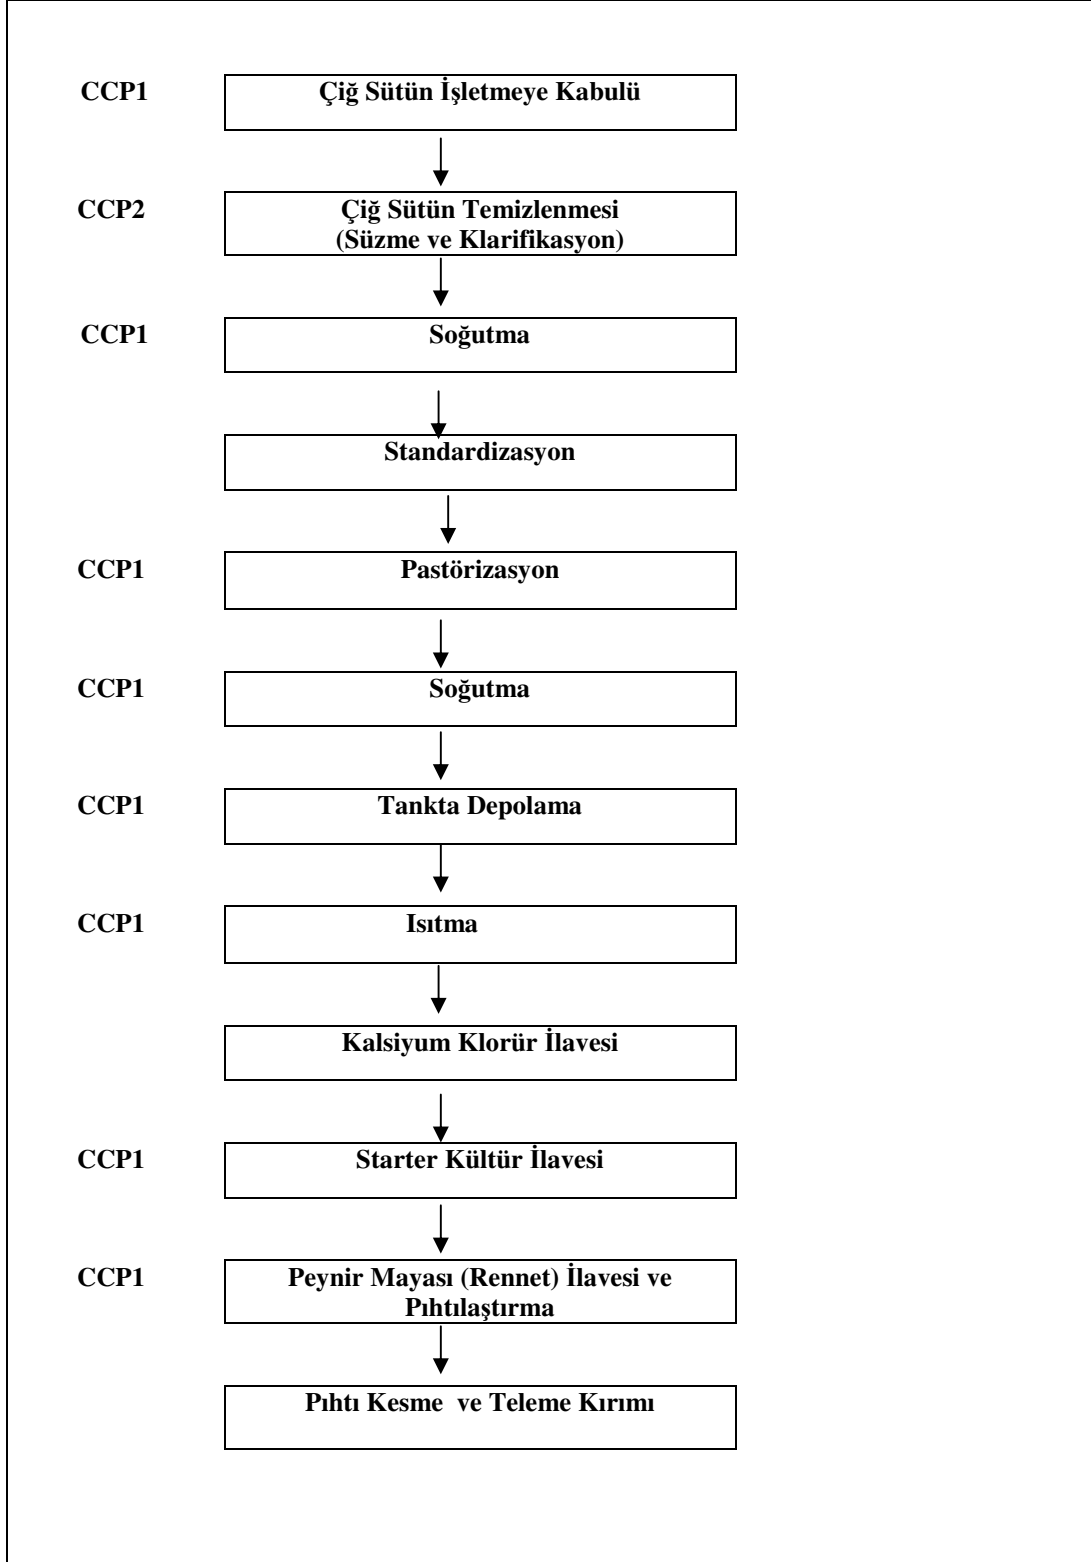 CCP1 Çiğ Sütün İşletmeye Kabulü
CCP2 Çiğ Sütün Temizlenmesi
(Süzme ve Klarifikasyon)
CCP1 Soğutma
Standardizasyon
CCP1 Pastörizasyon
CCP1 Soğutma
CCP1 Tankta Depolama
CCP1 Isıtma
Kalsiyum Klorür İlavesi
CCP1 Starter Kültür İlavesi
CCP1 Peynir Mayası (Rennet) İlavesi ve
Pıhtılaştırma
Pıhtı Kesme ve Teleme Kırımı